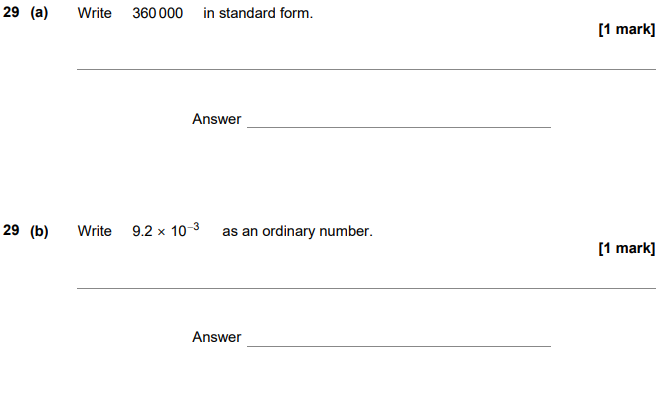 29 (a) Write 360 000 in standard form.
[1 mark]
Answer
29 (b) Write 9.2 × 10⁻³ as an ordinary number.
[1 mark]
Answer